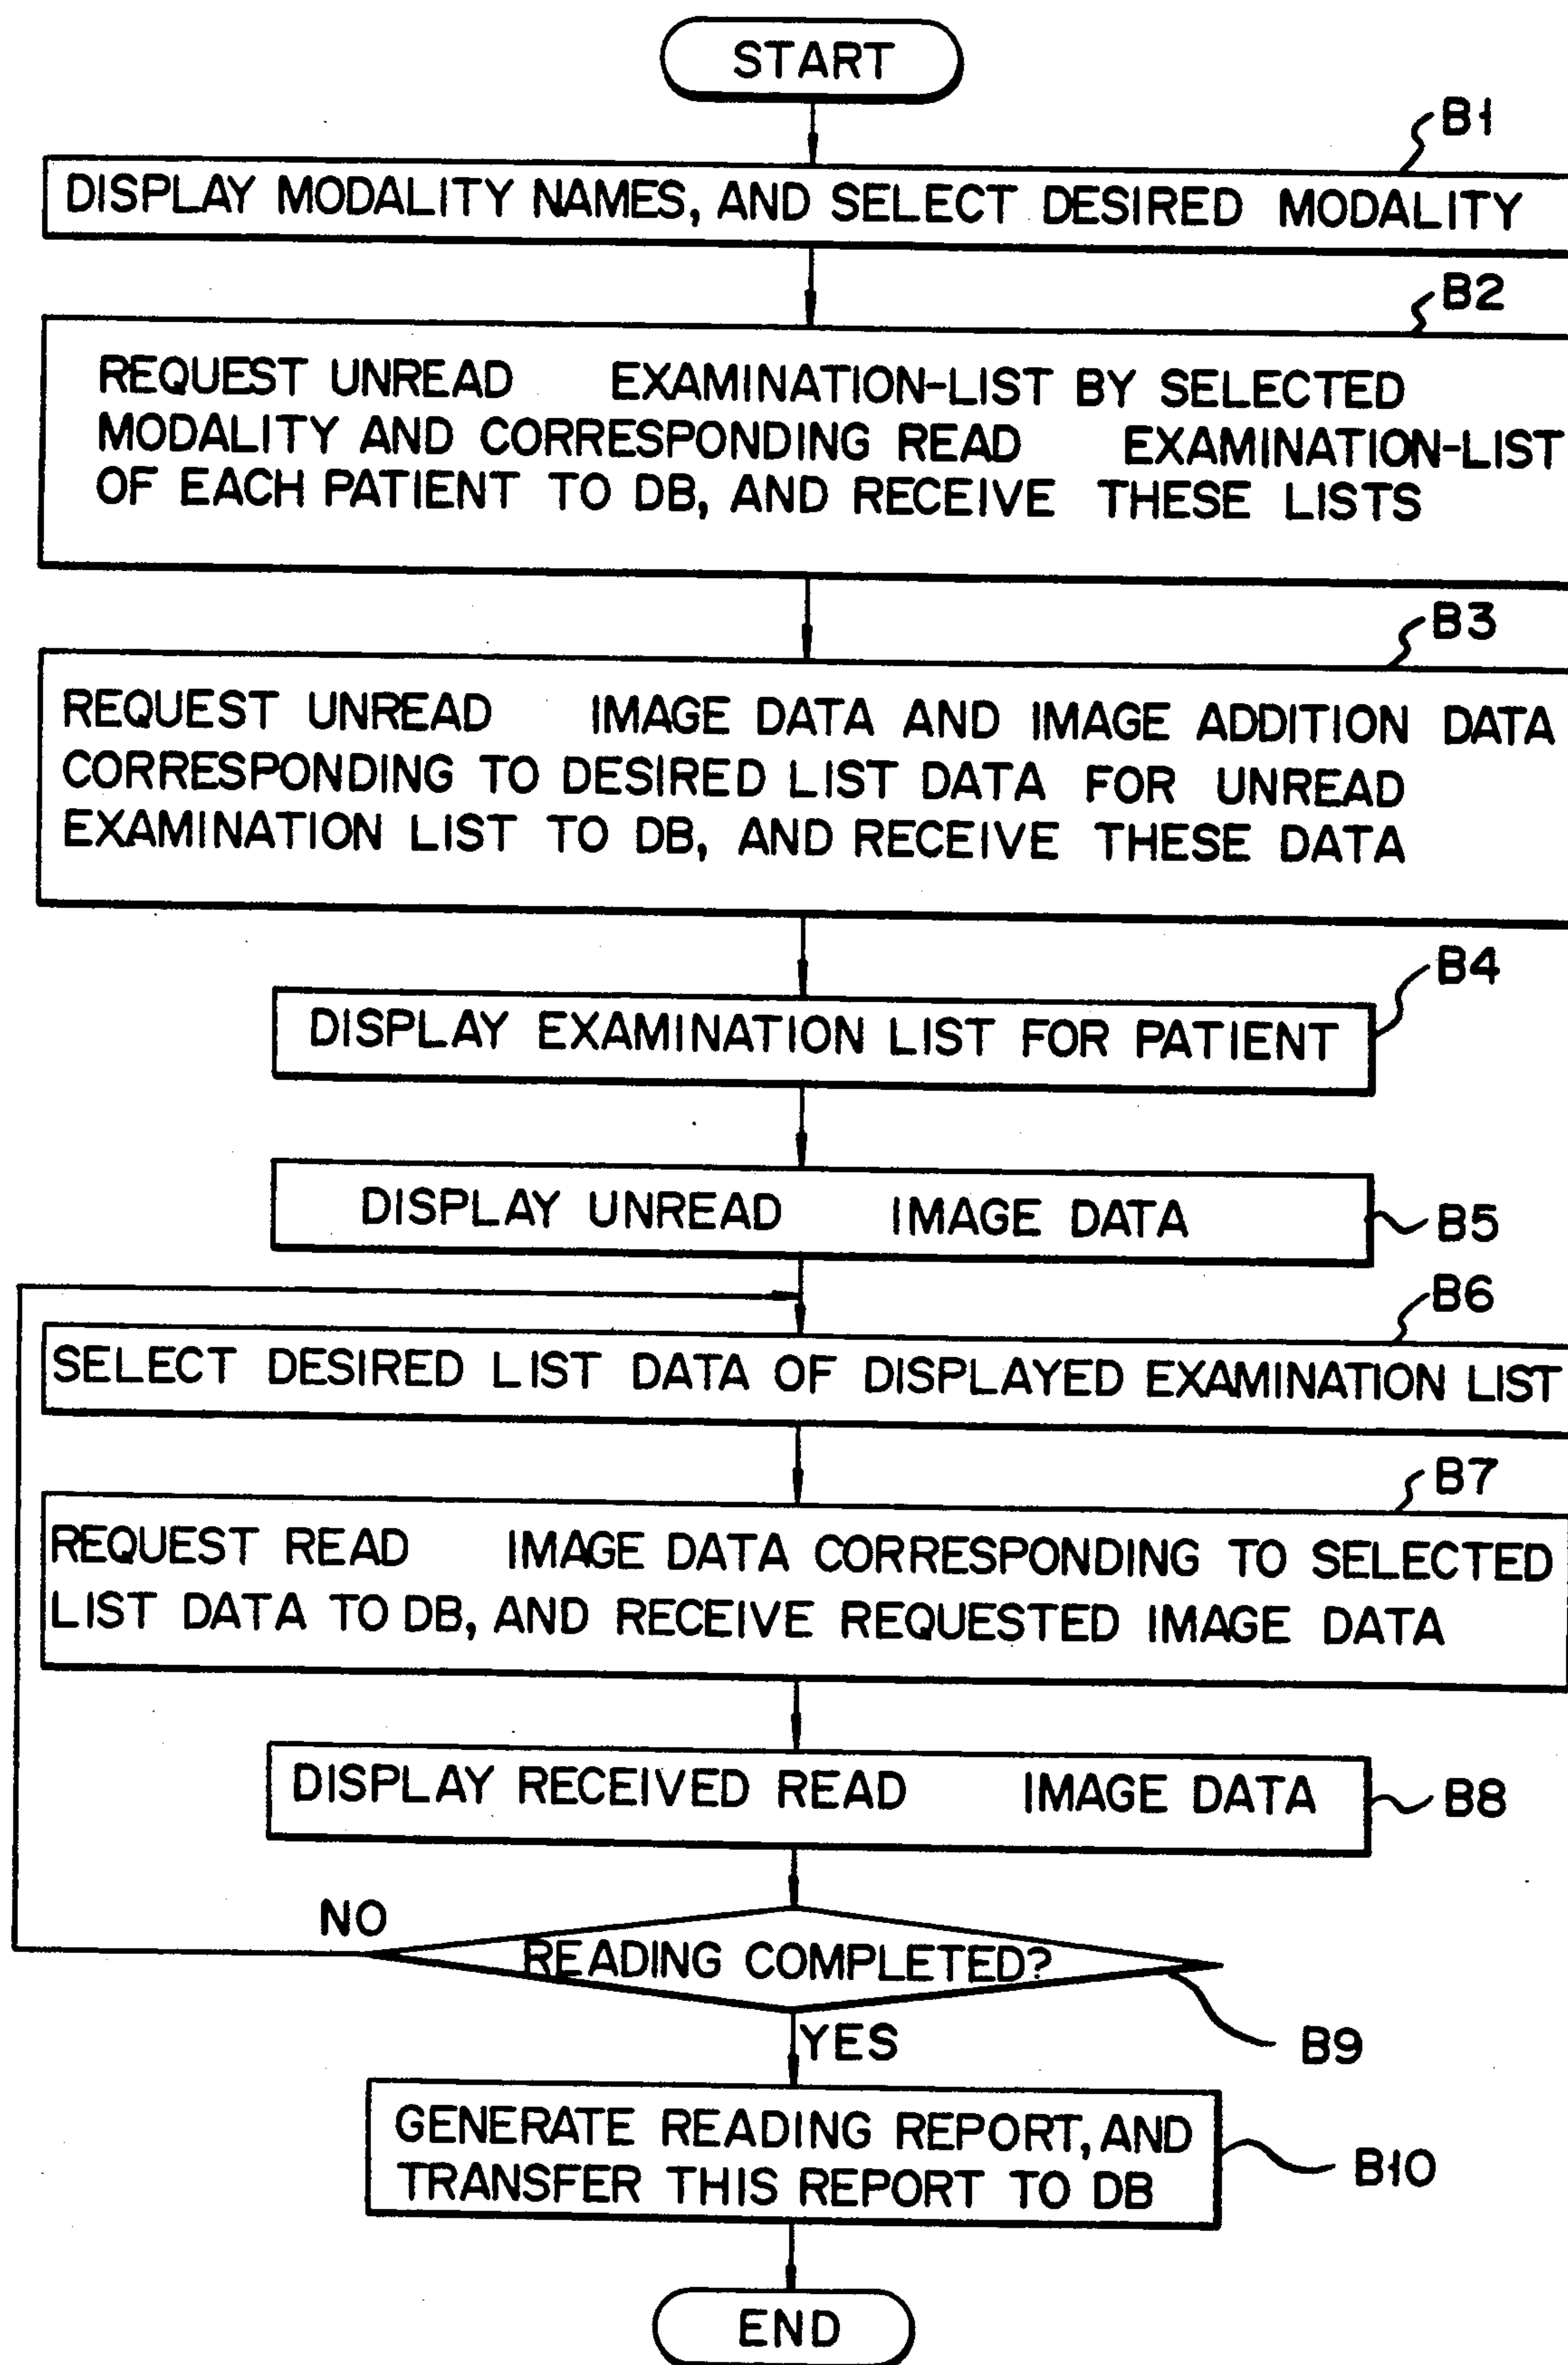 START
B1
DISPLAY MODALITY NAMES, AND SELECT DESIRED MODALITY
B2
REQUEST UNREAD EXAMINATION-LIST BY SELECTED
MODALITY AND CORRESPONDING READ EXAMINATION-LIST
OF EACH PATIENT TO DB, AND RECEIVE THESE LISTS
B3
REQUEST UNREAD IMAGE DATA AND IMAGE ADDITION DATA
CORRESPONDING TO DESIRED LIST DATA FOR UNREAD
EXAMINATION LIST TO DB, AND RECEIVE THESE DATA
B4
DISPLAY EXAMINATION LIST FOR PATIENT
DISPLAY UNREAD IMAGE DATA
B5
B6
SELECT DESIRED LIST DATA OF DISPLAYED EXAMINATION LIST
B7
REQUEST READ IMAGE DATA CORRESPONDING TO SELECTED
LIST DATA TO DB, AND RECEIVE REQUESTED IMAGE DATA
DISPLAY RECEIVED READ IMAGE DATA
B8
NO
READING COMPLETED?
YES
B9
GENERATE READING REPORT, AND
TRANSFER THIS REPORT TO DB
B10
END